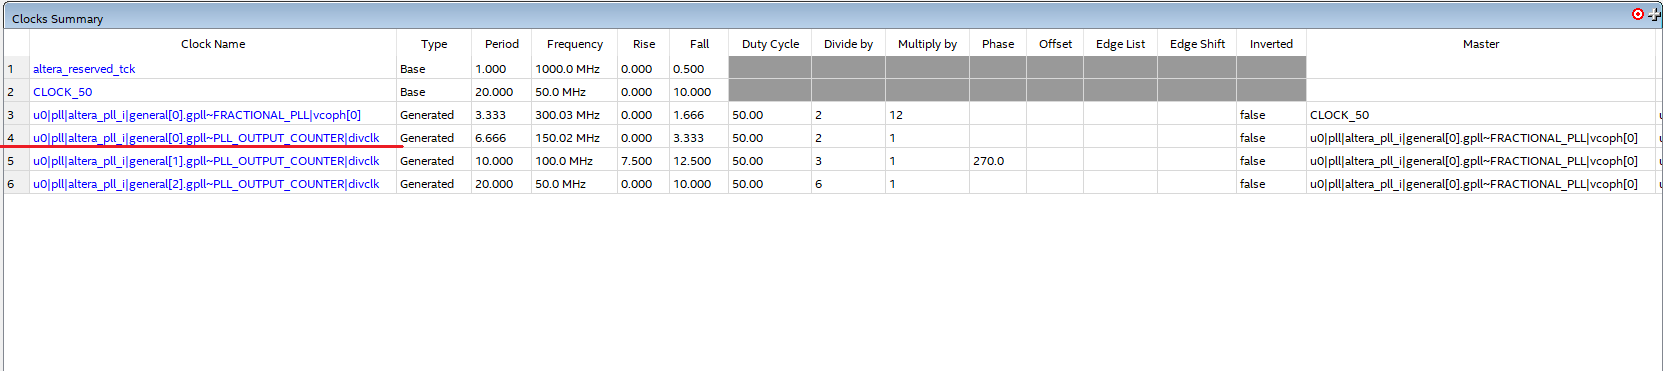 Clocks Summary
Clock Name Type Period Frequency Rise Fall Duty Cycle Divide by Multiply by Phase Offset Edge List Edge Shift Inverted Master
1 altera_reserved_tck Base 1.000 1000.0 MHz 0.000 0.500
2 CLOCK_50 Base 20.000 50.0 MHz 0.000 10.000
3 u0|pll|altera_pll_i|general[0].gpll~FRACTIONAL_PLL|vcoph[0] Generated 3.333 300.03 MHz 0.000 1.666 50.00 2 12 false CLOCK_50 u
4 u0|pll|altera_pll_i|general[0].gpll~PLL_OUTPUT_COUNTER|divclk Generated 6.666 150.02 MHz 0.000 3.333 50.00 2 1 false u0|pll|altera_pll_i|general[0].gpll~FRACTIONAL_PLL|vcoph[0] u
5 u0|pll|altera_pll_i|general[1].gpll~PLL_OUTPUT_COUNTER|divclk Generated 10.000 100.0 MHz 7.500 12.500 50.00 3 1 270.0 false u0|pll|altera_pll_i|general[0].gpll~FRACTIONAL_PLL|vcoph[0] u
6 u0|pll|altera_pll_i|general[2].gpll~PLL_OUTPUT_COUNTER|divclk Generated 20.000 50.0 MHz 0.000 10.000 50.00 6 1 false u0|pll|altera_pll_i|general[0].gpll~FRACTIONAL_PLL|vcoph[0] u